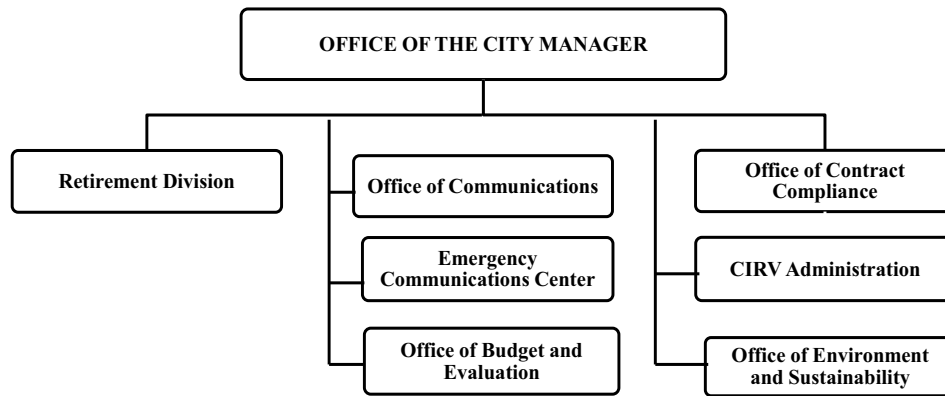 OFFICE OF THE CITY MANAGER
Retirement Division
Office of Communications
Emergency
Communications Center
Office of Budget and
Evaluation
Office of Contract
Compliance
CIRV Administration
Office of Environment
and Sustainability